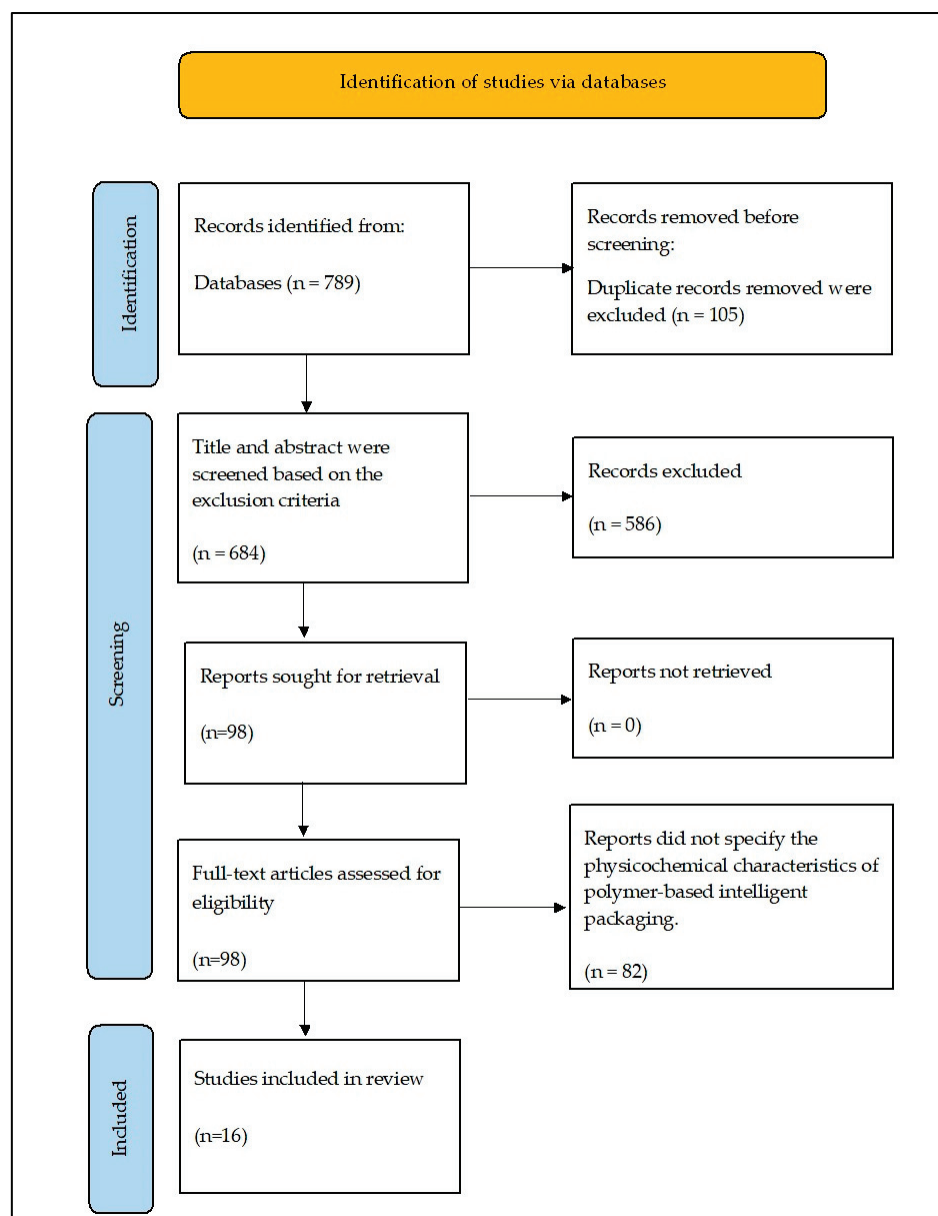 Identification of studies via databases
Identification
Records identified from:
Databases (n = 789)
Records removed before
screening:
Duplicate records removed were
excluded (n = 105)
Screening
Title and abstract were
screened based on the
exclusion criteria
(n = 684)
Records excluded
(n = 586)
Reports sought for retrieval
(n=98)
Reports not retrieved
(n = 0)
Full-text articles assessed for
eligibility
(n=98)
Reports did not specify the
physicochemical characteristics of
polymer-based intelligent
packaging.
(n = 82)
Included
Studies included in review
(n=16)